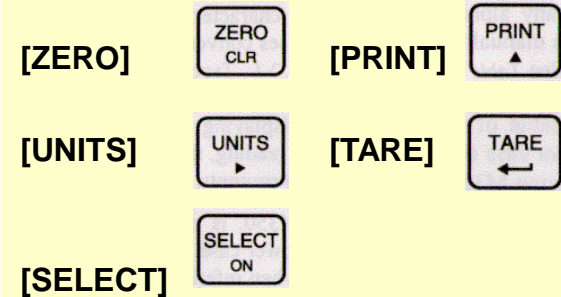 [ZERO] ZERO CLR [PRINT] PRINT ▲
[UNITS] UNITS ► [TARE] TARE ↵
[SELECT] SELECT ON